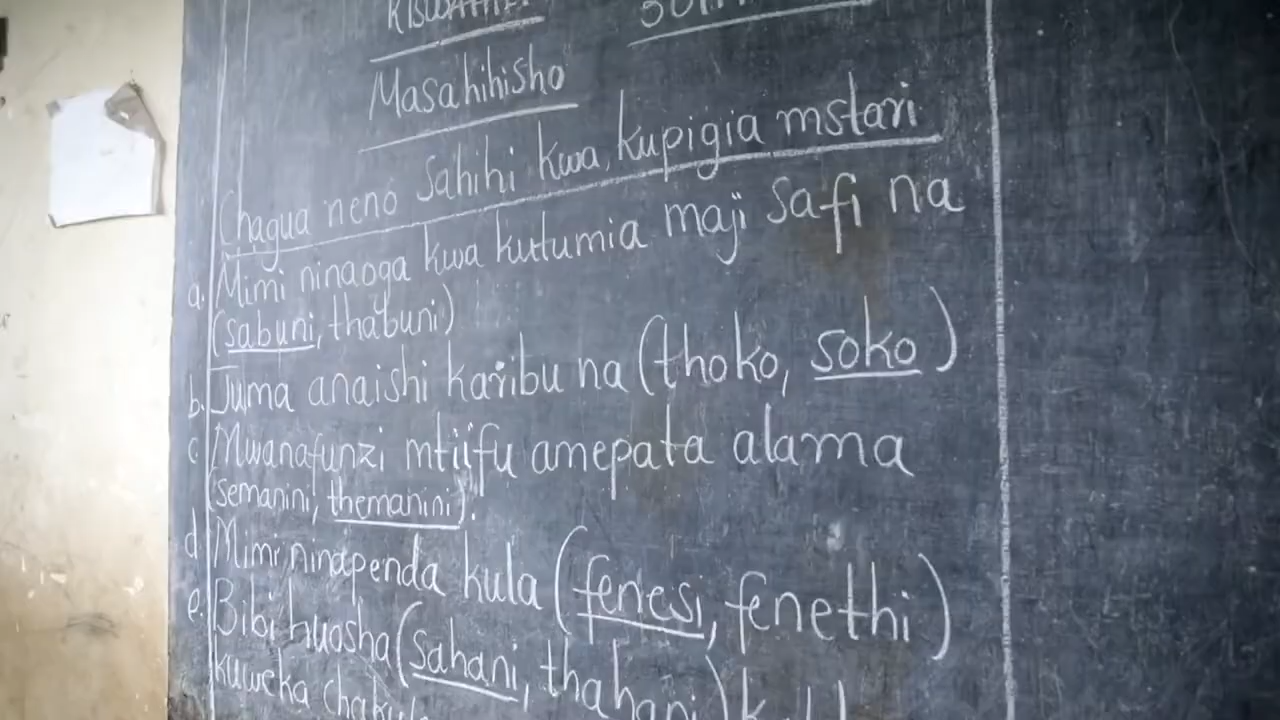 KISWAHILI
Masahihisho
Chagua neno sahihi kwa kupigia mstari
a. Mimi ninaoga kwa kutumia maji safi na
(sabuni, thabuni)
b. Juma anaishi karibu na (thoko, soko)
c. Mwanafunzi mtiifu amepata alama
(semanini, themanini).
d Mimi ninapenda kula (fenesi, fenethi)
e. Bibi huosha (sahani, thahani)
kuweka chakula